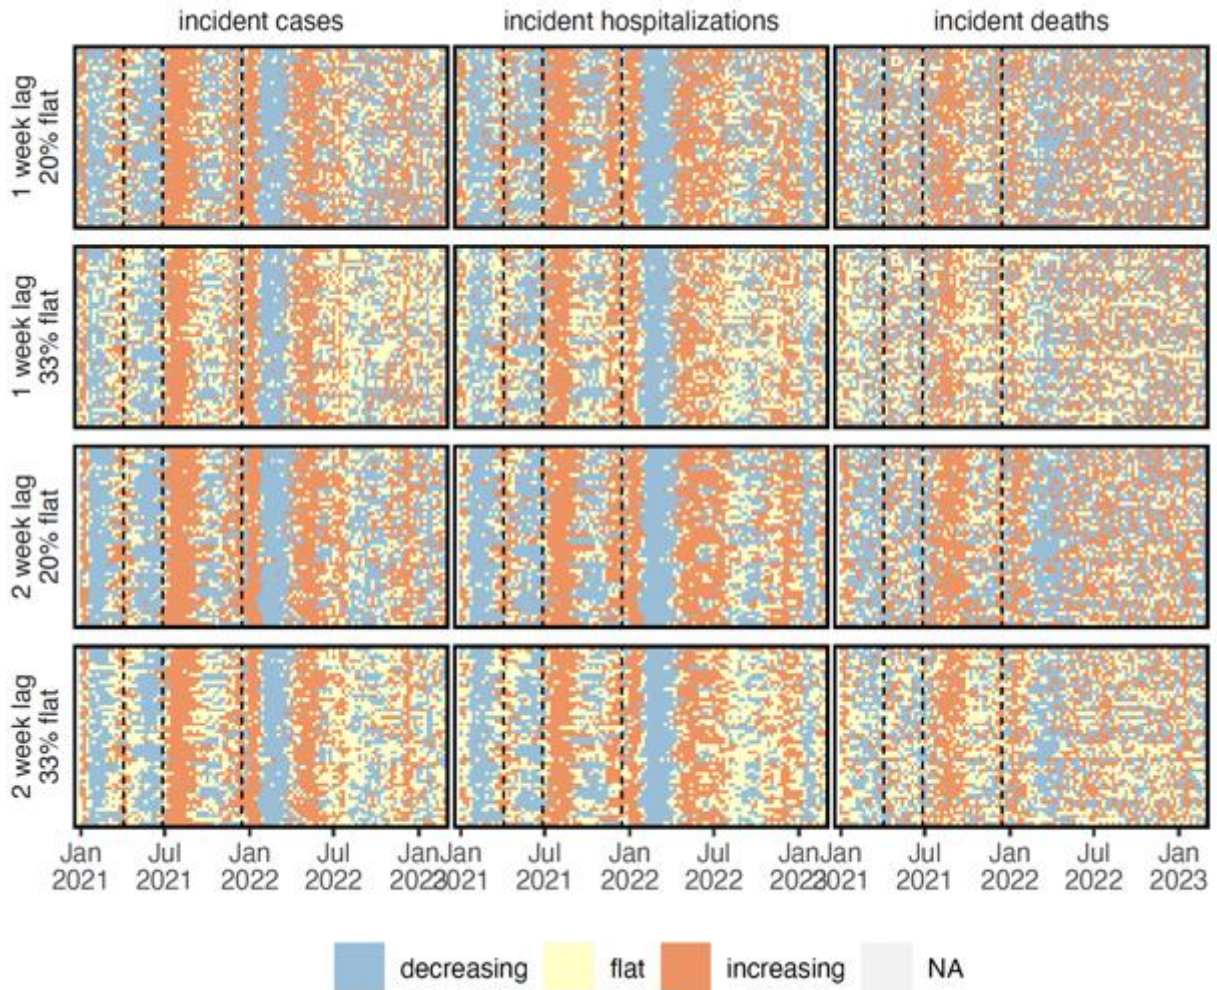 incident cases incident hospitalizations incident deaths
1 week lag
20% flat
1 week lag
33% flat
2 week lag
20% flat
2 week lag
33% flat
Jan Jul Jan Jul Jan Jan Jul Jan Jul Jan Jan Jul Jan Jul Jan
2021 2021 2022 2022 2023 2021 2021 2022 2022 2023 2021 2021 2022 2022 2023
decreasing flat increasing NA